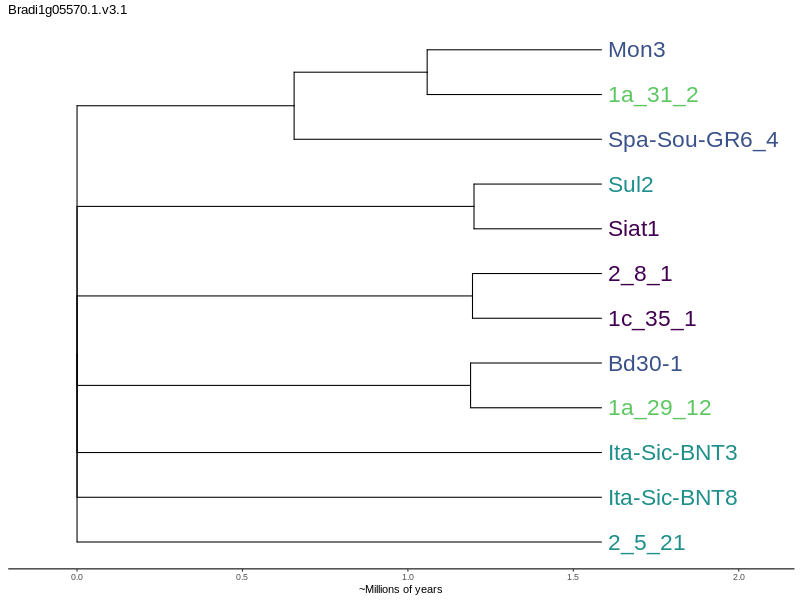 Bradi1g05570.1.v3.1
Mon3
1a_31_2
Spa-Sou-GR6_4
Sul2
Siat1
2_8_1
1c_35_1
Bd30-1
1a_29_12
Ita-Sic-BNT3
Ita-Sic-BNT8
2_5_21
0.0 0.5 1.0 1.5 2.0
~Millions of years